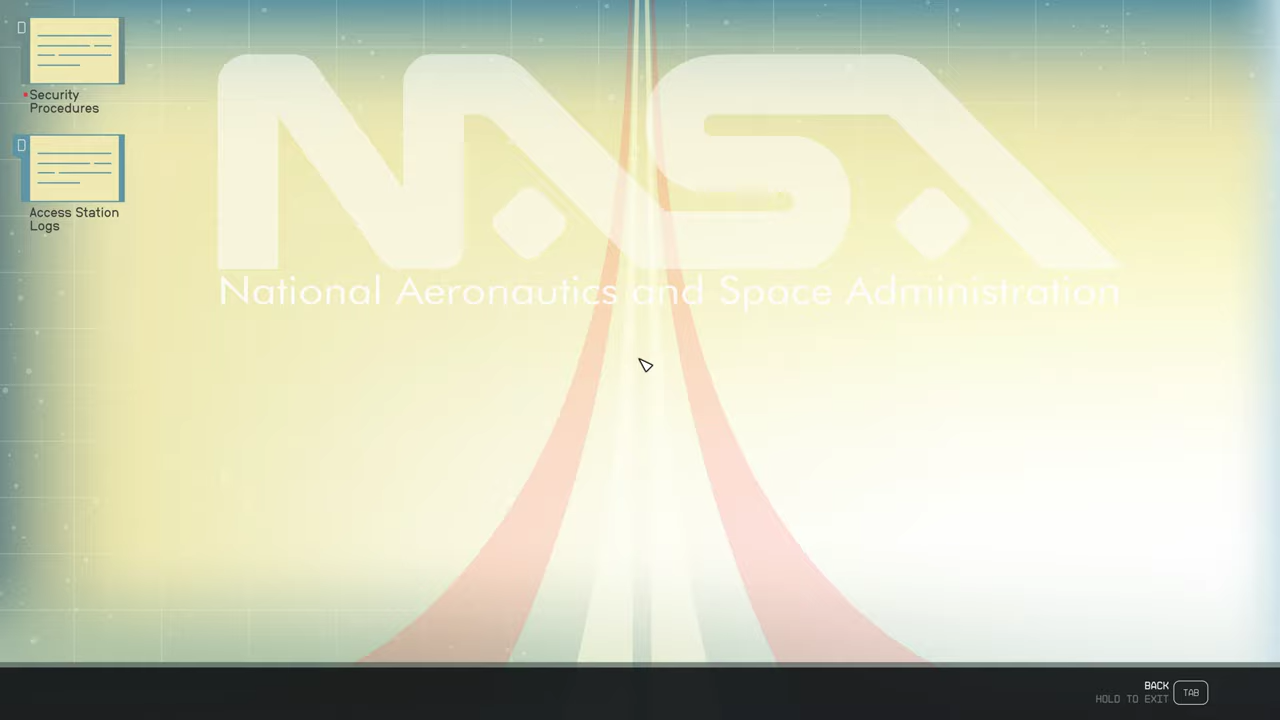 Security
Procedures
Access Station
Logs
NASA
National Aeronautics and Space Administration
BACK
HOLD TO EXIT
TAB